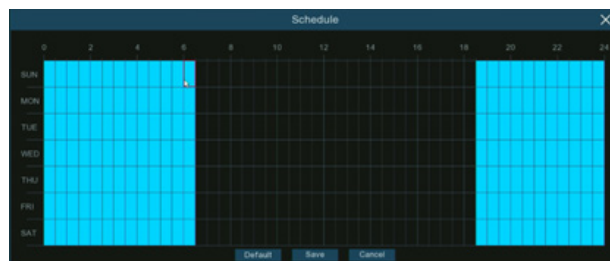 Schedule
0 2 4 6 8 10 12 14 16 18 20 22 24
SUN
MON
TUE
WED
THU
FRI
SAT
Default Save Cancel